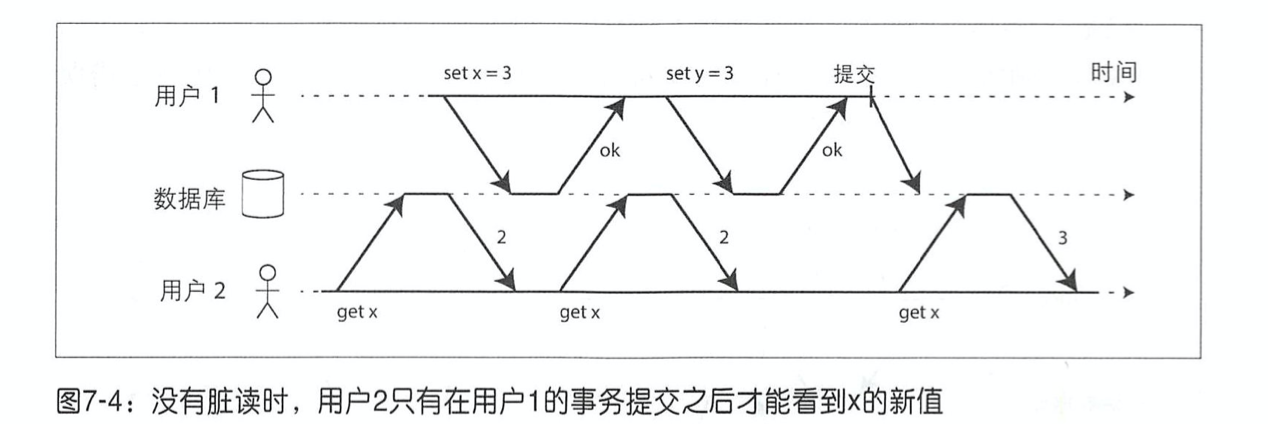 set x = 3
set y = 3
提交
时间
用户 1
ok
ok
数据库
2
2
3
用户 2
get x
get x
get x
图7-4：没有脏读时，用户2只有在用户1的事务提交之后才能看到x的新值